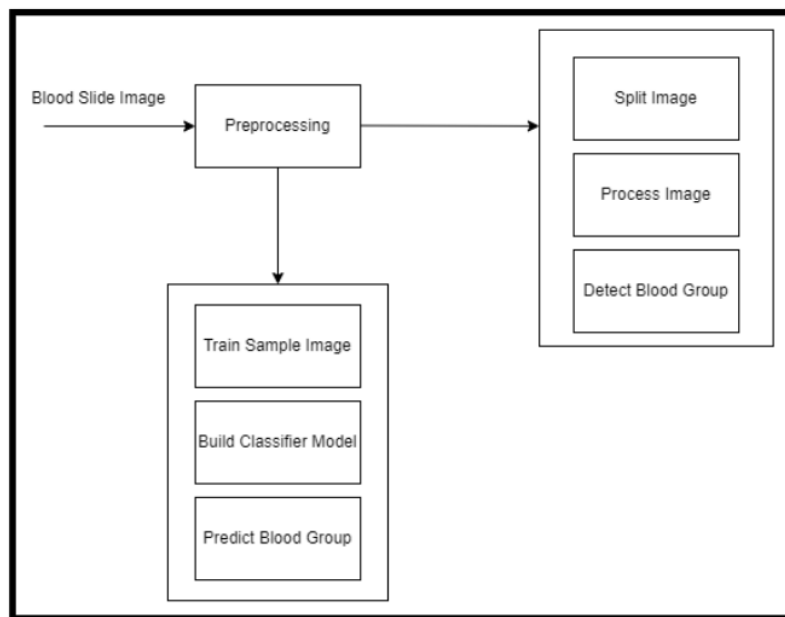 Blood Slide Image
Preprocessing
Split Image
Process Image
Detect Blood Group
Train Sample Image
Build Classifier Model
Predict Blood Group